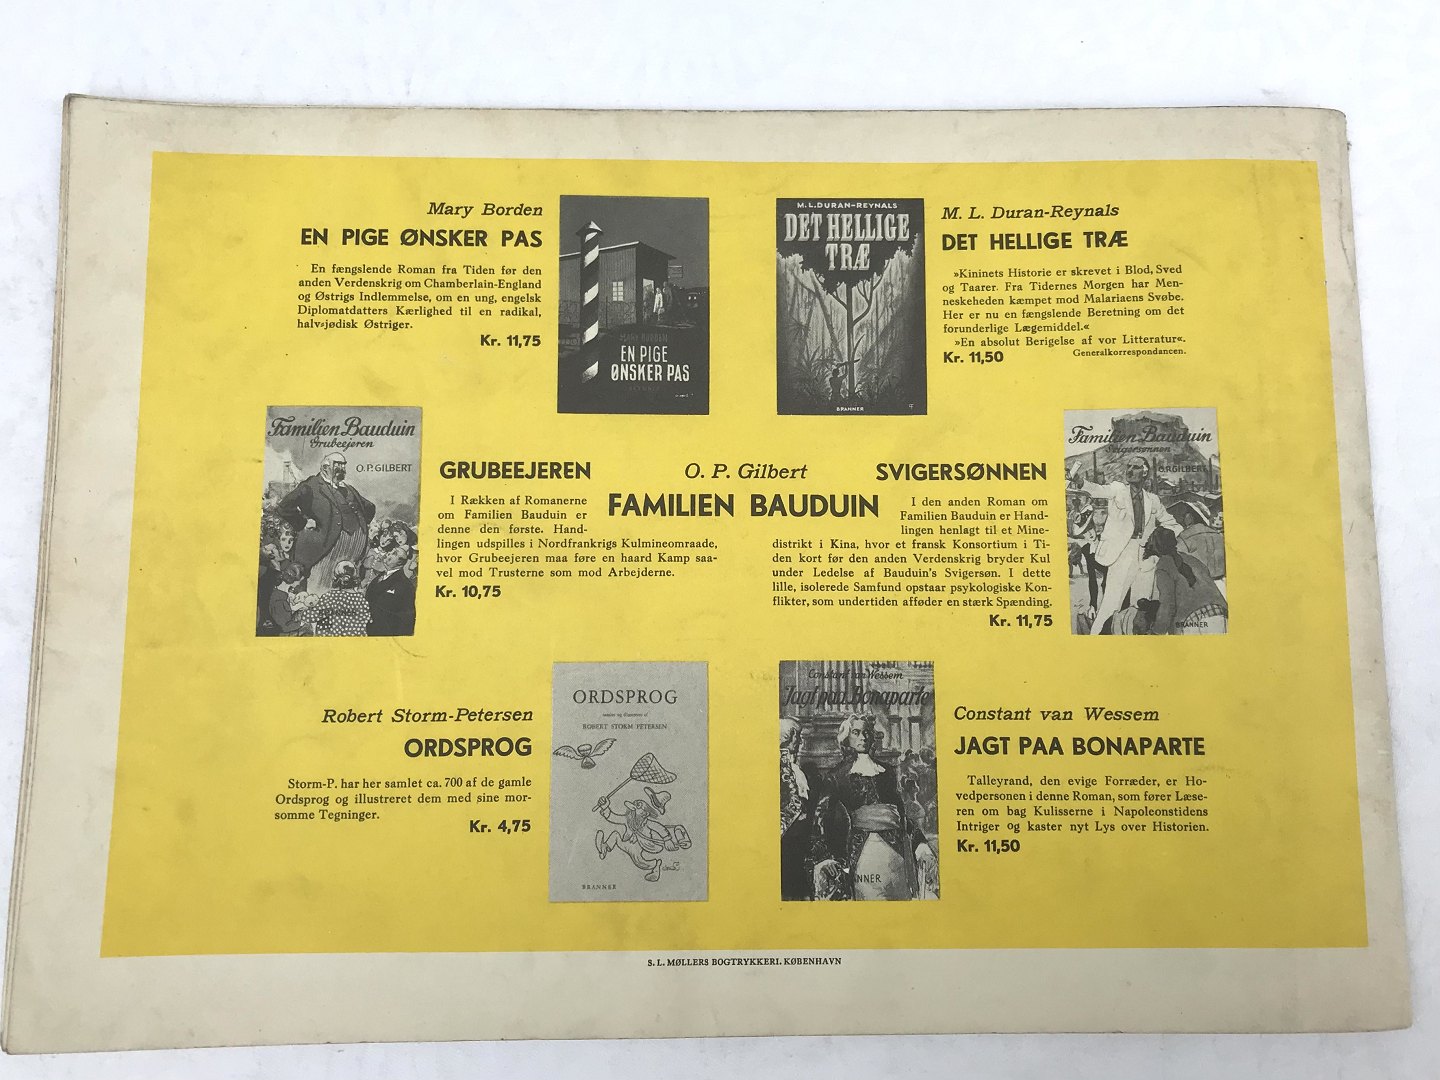 Mary Borden
EN PIGE ØNSKER PAS
En fængslende Roman fra Tiden før den
anden Verdenskrig om Chamberlain-England
og Østrigs Indlemmelse, om en ung, engelsk
Diplomatdatters Kærlighed til en radikal,
halv-jødisk Østriger.
Kr. 11,75
MARY BORDEN
EN PIGE
ØNSKER PAS
BRANNER
M. L. DURAN-REYNALS
DET HELLIGE
TRÆ
BRANNER
M. L. Duran-Reynals
DET HELLIGE TRÆ
»Kininets Historie er skrevet i Blod, Sved
og Taarer. Fra Tidernes Morgen har Men-
neskeheden kæmpet mod Malariaens Svøbe.
Her er nu en fængslende Beretning om det
forunderlige Lægemiddel.«
»En absolut Berigelse af vor Litteratur«.
Generalkorrespondancen.
Kr. 11,50
Familien Bauduin
Grubeejeren
O. P. GILBERT
GRUBEEJEREN
I Rækken af Romanerne
om Familien Bauduin er
denne den første. Hand-
lingen udspilles i Nordfrankrigs Kulmineomraade,
hvor Grubeejeren maa føre en haard Kamp saa-
vel mod Trusterne som mod Arbejderne.
Kr. 10,75
O. P. Gilbert
FAMILIEN BAUDUIN
SVIGERSØNNEN
I den anden Roman om
Familien Bauduin er Hand-
lingen henlagt til et Mine-
distrikt i Kina, hvor et fransk Konsortium i Ti-
den kort før den anden Verdenskrig bryder Kul
under Ledelse af Bauduin's Svigersøn. I dette
lille, isolerede Samfund opstaar psykologiske Kon-
flikter, som undertiden afføder en stærk Spænding.
Kr. 11,75
Familien Bauduin
Svigersønnen
O. P. GILBERT
BRANNER
Robert Storm-Petersen
ORDSPROG
Storm-P. har her samlet ca. 700 af de gamle
Ordsprog og illustreret dem med sine mor-
somme Tegninger.
Kr. 4,75
ORDSPROG
samlet og illustreret af
ROBERT STORM PETERSEN
BRANNER
Constant van Wessem
Jagt paa Bonaparte
Constant van Wessem
JAGT PAA BONAPARTE
Talleyrand, den evige Forræder, er Ho-
vedpersonen i denne Roman, som fører Læse-
ren om bag Kulisserne i Napoleonstidens
Intriger og kaster nyt Lys over Historien.
Kr. 11,50
S. L. MØLLERS BOGTRYKKERI. KØBENHAVN